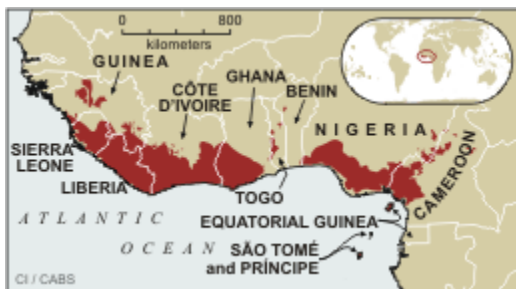 0 800
kilometers
GUINEA
CÔTE
D'IVOIRE
GHANA
BENIN
NIGERIA
SIERRA
LEONE
LIBERIA
TOGO
CAMEROON
ATLANTIC
OCEAN
EQUATORIAL GUINEA
SÃO TOMÉ
and PRÍNCIPE
CI / CABS